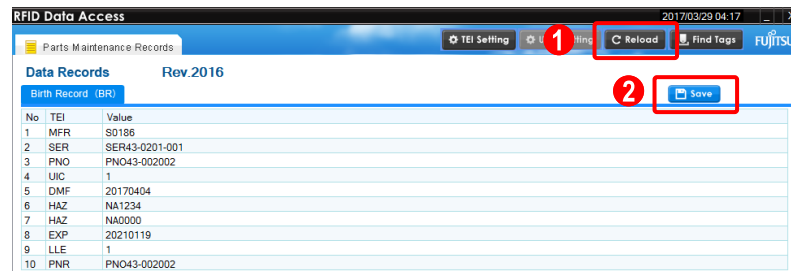 RFID Data Access 2017/03/29 04:17
Parts Maintenance Records TEI Setting 1 Reload Find Tags FUJITSU
Data Records Rev.2016
Birth Record (BR) 2 Save
No TEI Value
1 MFR S0186
2 SER SER43-0201-001
3 PNO PNO43-002002
4 UIC 1
5 DMF 20170404
6 HAZ NA1234
7 HAZ NA0000
8 EXP 20210119
9 LLE 1
10 PNR PNO43-002002